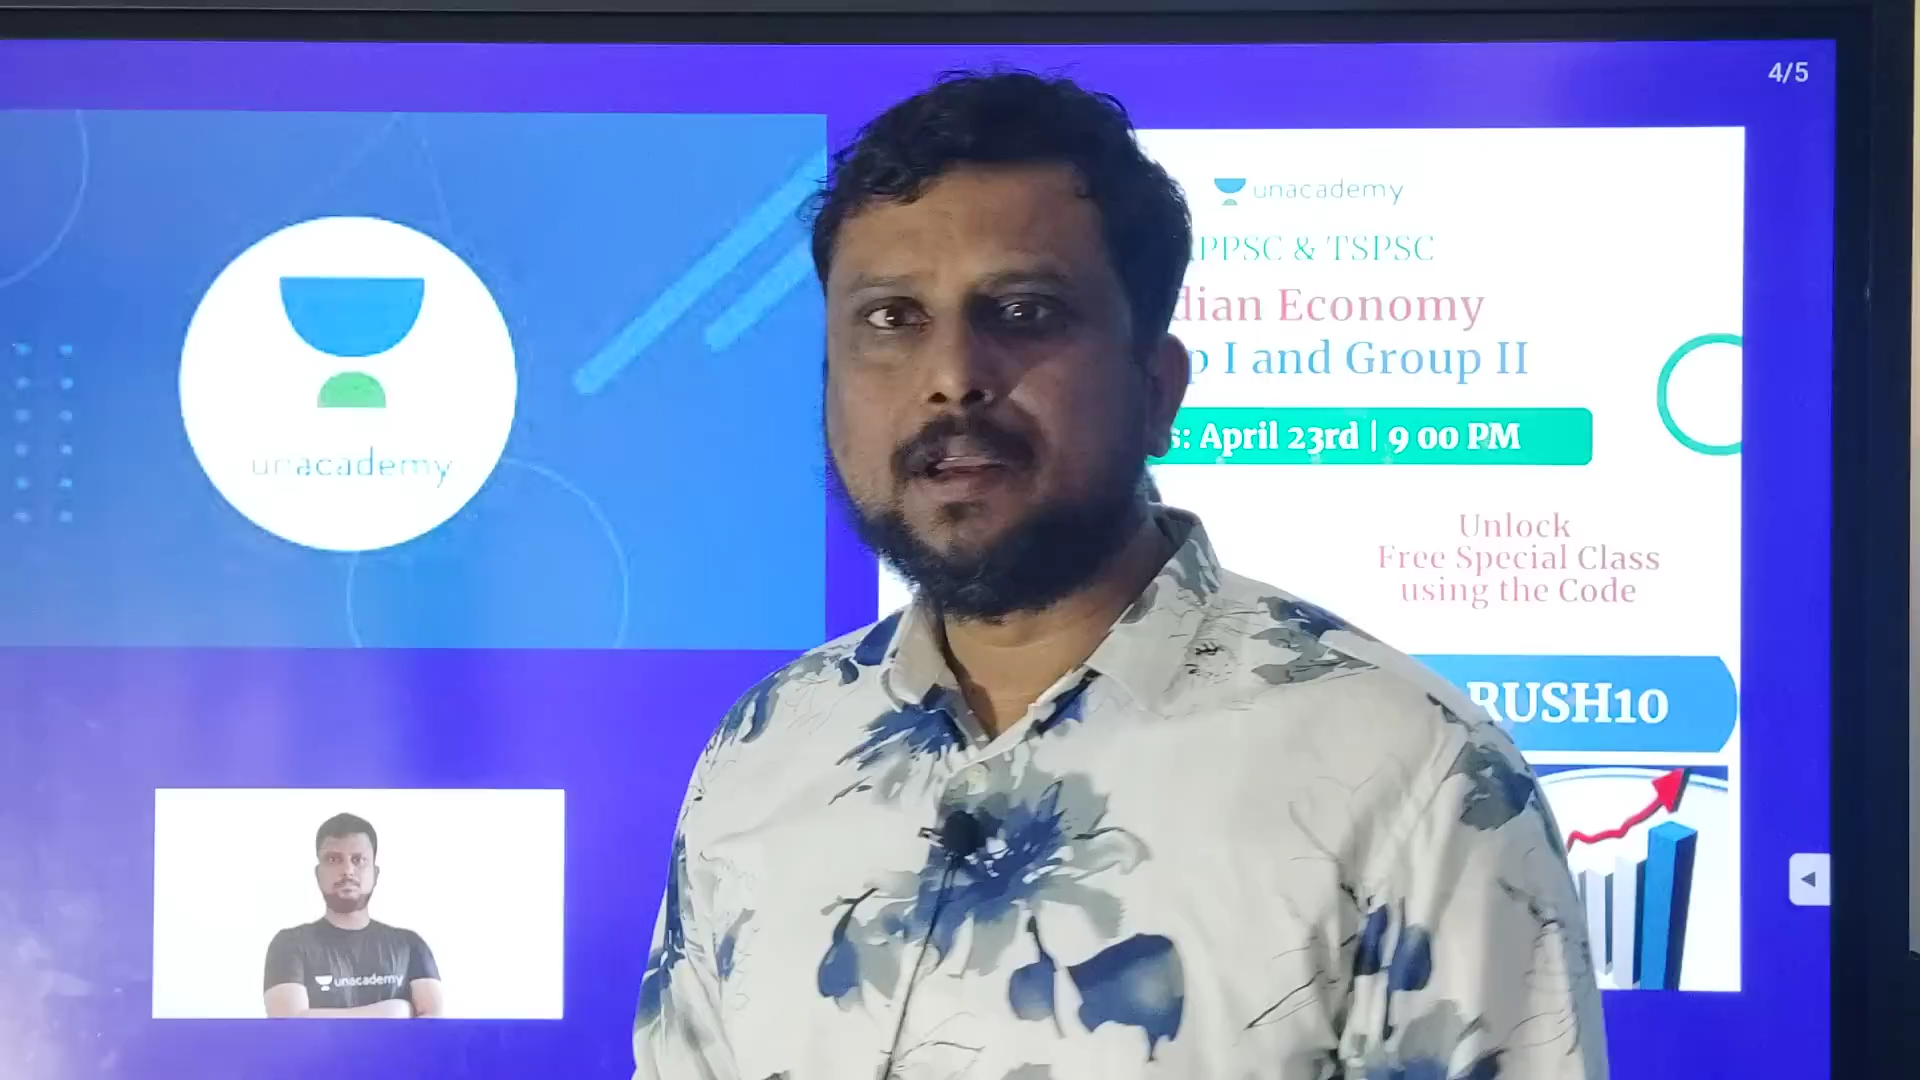 4/5
unacademy
unacademy
PPSC & TSPSC
dian Economy
p I and Group II
s: April 23rd | 9 00 PM
Unlock
Free Special Class
using the Code
RUSH10
unacademy